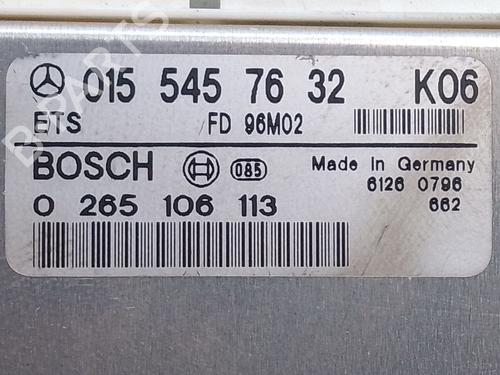 015 545 76 32 K06
ETS FD 96M02
BOSCH 085 Made in Germany
6126 0796
0 265 106 113 662
B-PARTS